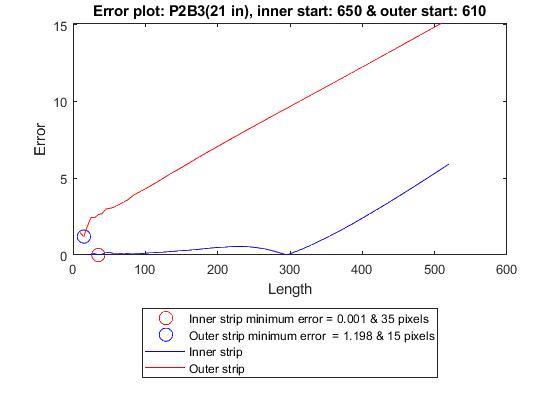 Error plot: P2B3(21 in), inner start: 650 & outer start: 610
15
10
5
0
Error
0 100 200 300 400 500 600
Length
Inner strip minimum error = 0.001 & 35 pixels
Outer strip minimum error  = 1.198 & 15 pixels
Inner strip
Outer strip